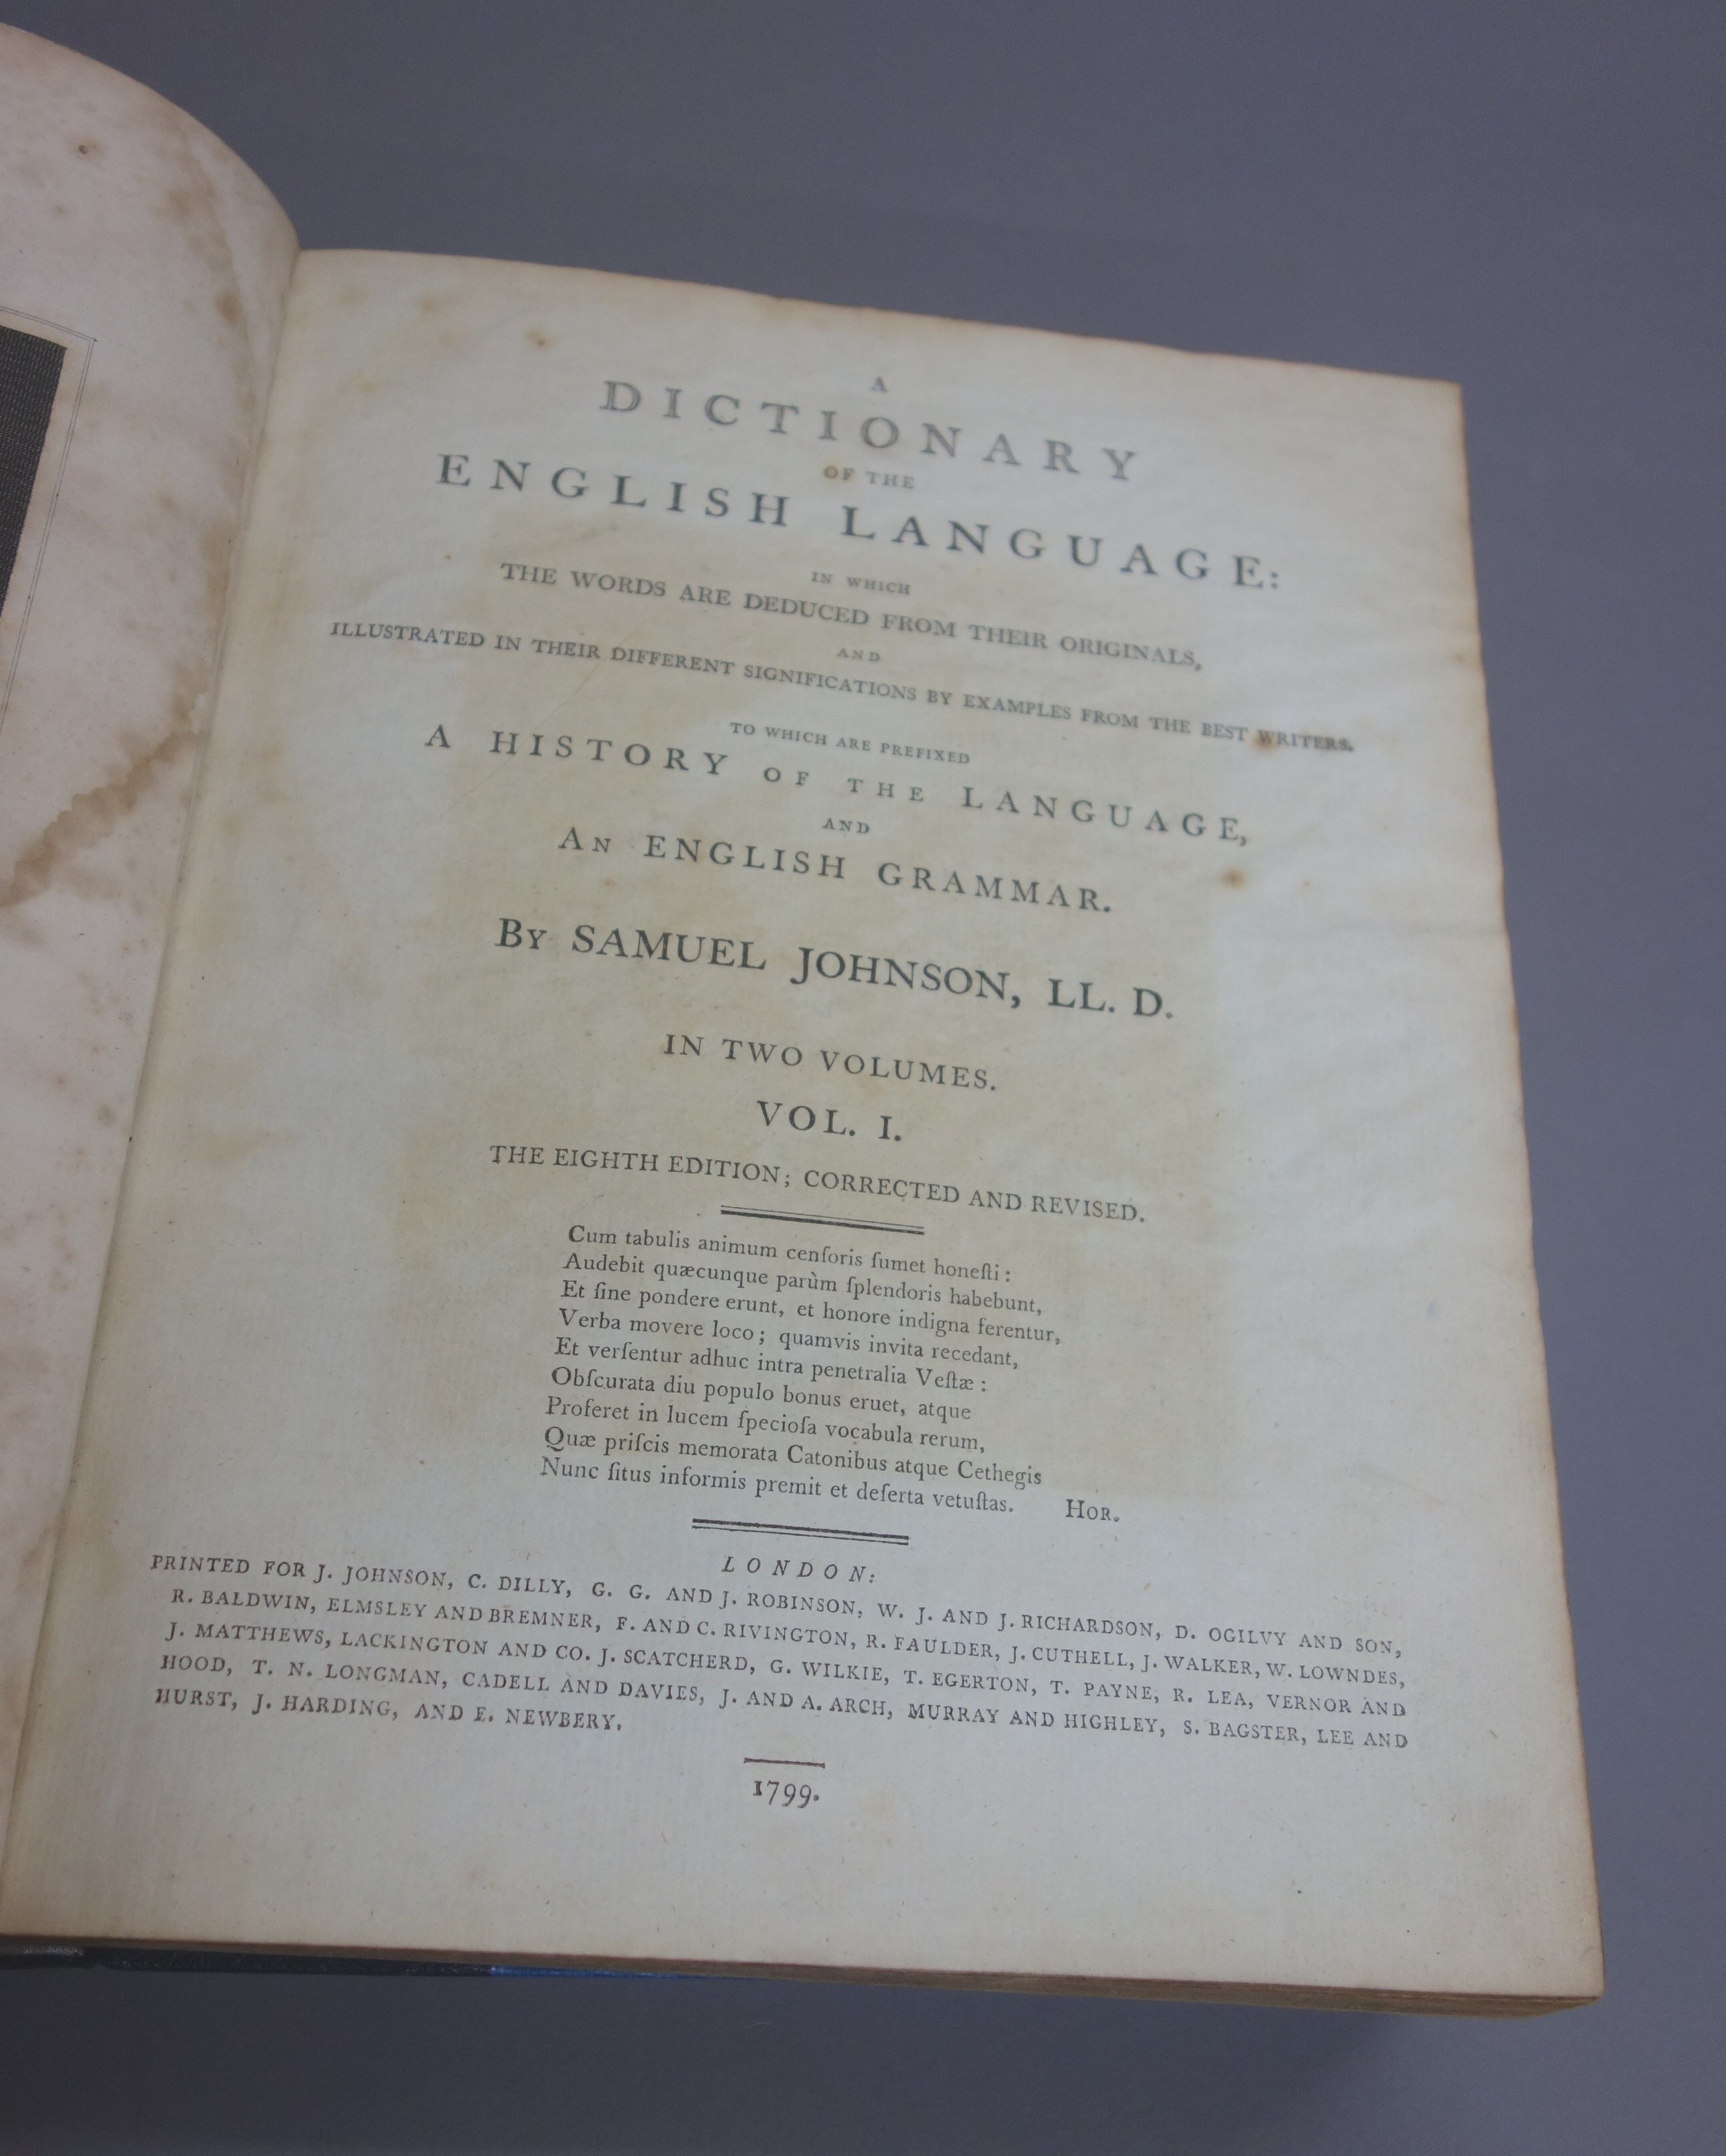 A
DICTIONARY
OF THE
ENGLISH LANGUAGE:
IN WHICH
THE WORDS ARE DEDUCED FROM THEIR ORIGINALS,
AND
ILLUSTRATED IN THEIR DIFFERENT SIGNIFICATIONS BY EXAMPLES FROM THE BEST WRITERS.
TO WHICH ARE PREFIXED
A HISTORY OF THE LANGUAGE,
AND
AN ENGLISH GRAMMAR.
BY SAMUEL JOHNSON, LL. D.
IN TWO VOLUMES.
VOL. I.
THE EIGHTH EDITION; CORRECTED AND REVISED.
Cum tabulis animum cenſoris ſumet honeſti :
Audebit quæcunque parùm ſplendoris habebunt,
Et ſine pondere erunt, et honore indigna ferentur,
Verba movere loco ; quamvis invita recedant,
Et verſentur adhuc intra penetralia Veſtæ :
Obſcurata diu populo bonus eruet, atque
Proferet in lucem ſpecioſa vocabula rerum,
Quæ priſcis memorata Catonibus atque Cethegis
Nunc ſitus informis premit et deſerta vetuſtas. HOR.
LONDON:
PRINTED FOR J. JOHNSON, C. DILLY, G. G. AND J. ROBINSON, W. J. AND J. RICHARDSON, D. OGILVY AND SON,
R. BALDWIN, ELMSLEY AND BREMNER, F. AND C. RIVINGTON, R. FAULDER, J. CUTHELL, J. WALKER, W. LOWNDES,
J. MATTHEWS, LACKINGTON AND CO. J. SCATCHERD, G. WILKIE, T. EGERTON, T. PAYNE, R. LEA, VERNOR AND
HOOD, T. N. LONGMAN, CADELL AND DAVIES, J. AND A. ARCH, MURRAY AND HIGHLEY, S. BAGSTER, LEE AND
HURST, J. HARDING, AND E. NEWBERY.
1799.